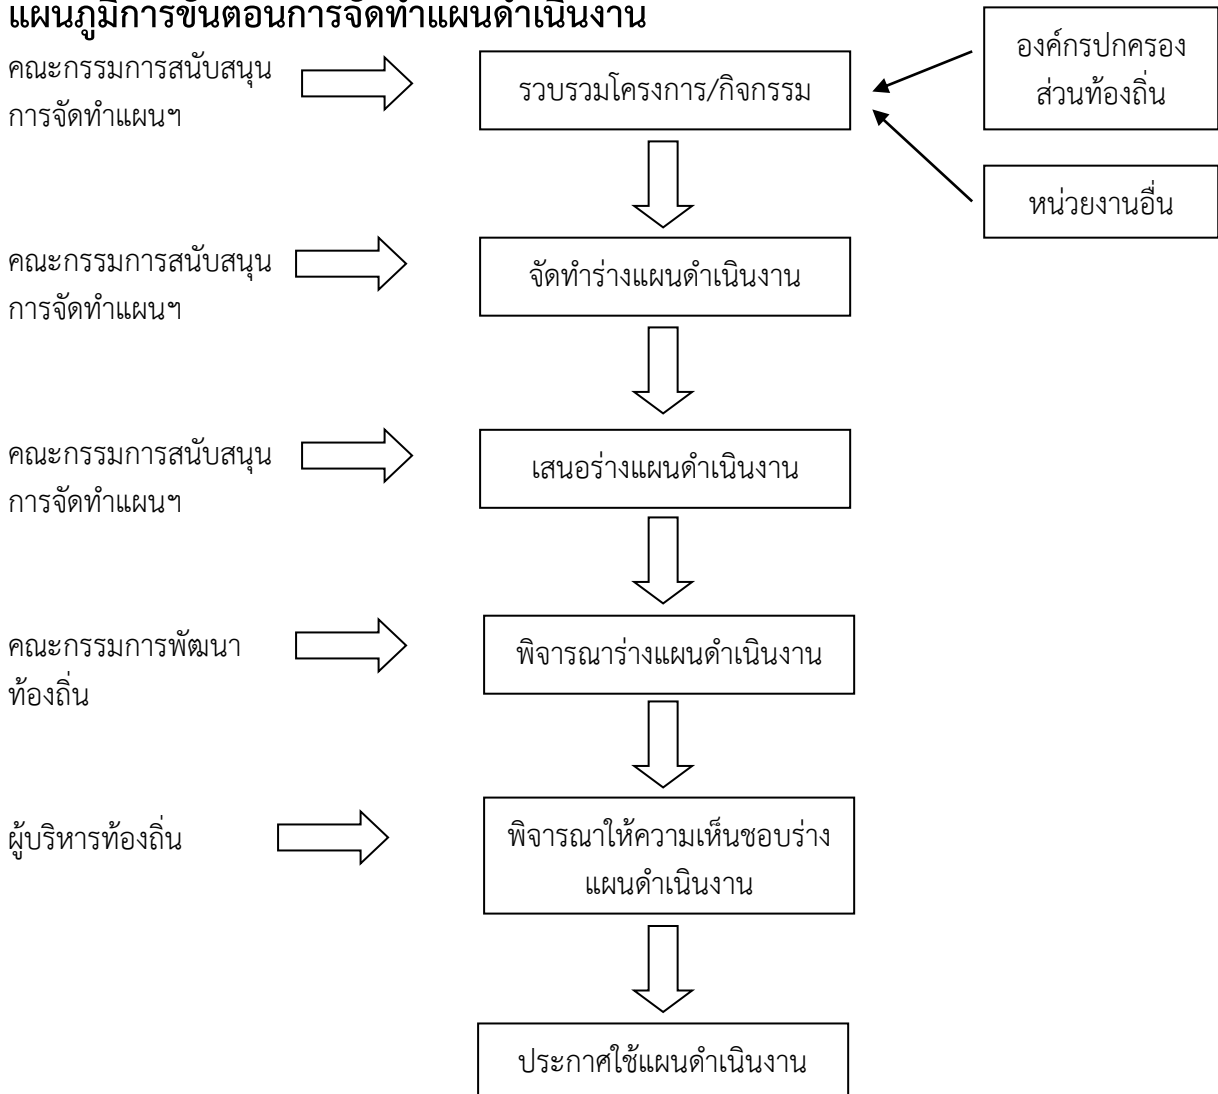 แผนภูมิการขั้นตอนการจัดทำแผนดำเนินงาน
คณะกรรมการสนับสนุน
การจัดทำแผนฯ
รวบรวมโครงการ/กิจกรรม
องค์กรปกครอง
ส่วนท้องถิ่น
หน่วยงานอื่น
คณะกรรมการสนับสนุน
การจัดทำแผนฯ
จัดทำร่างแผนดำเนินงาน
คณะกรรมการสนับสนุน
การจัดทำแผนฯ
เสนอร่างแผนดำเนินงาน
คณะกรรมการพัฒนา
ท้องถิ่น
พิจารณาร่างแผนดำเนินงาน
ผู้บริหารท้องถิ่น
พิจารณาให้ความเห็นชอบร่าง
แผนดำเนินงาน
ประกาศใช้แผนดำเนินงาน